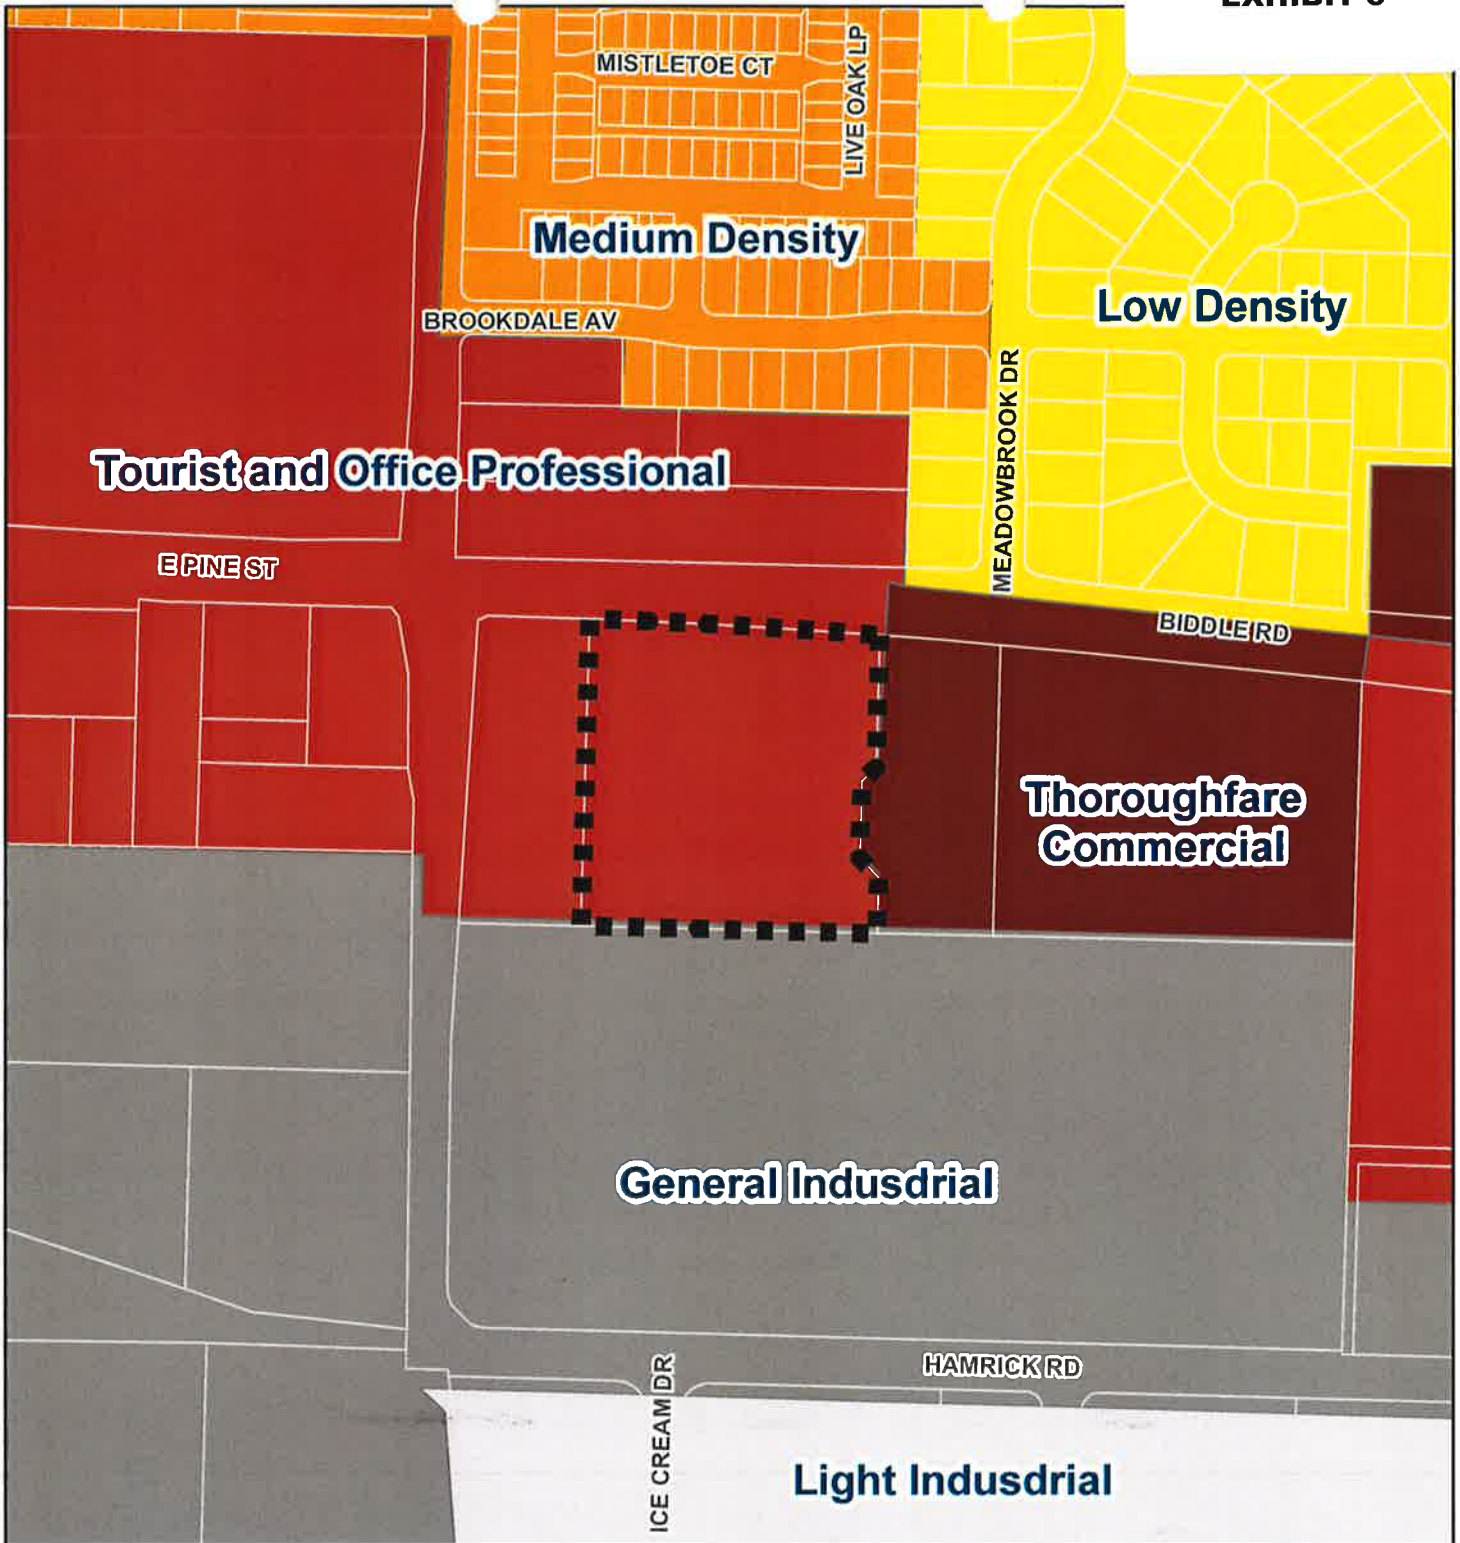 MISTLETOE CT
LIVE OAK LP
Medium Density
Low Density
BROOKDALE AV
MEADOWBROOK DR
Tourist and Office Professional
E PINE ST
BIDDLE RD
Thoroughfare
Commercial
General Indusdrial
HAMRICK RD
ICE CREAM DR
Light Indusdrial